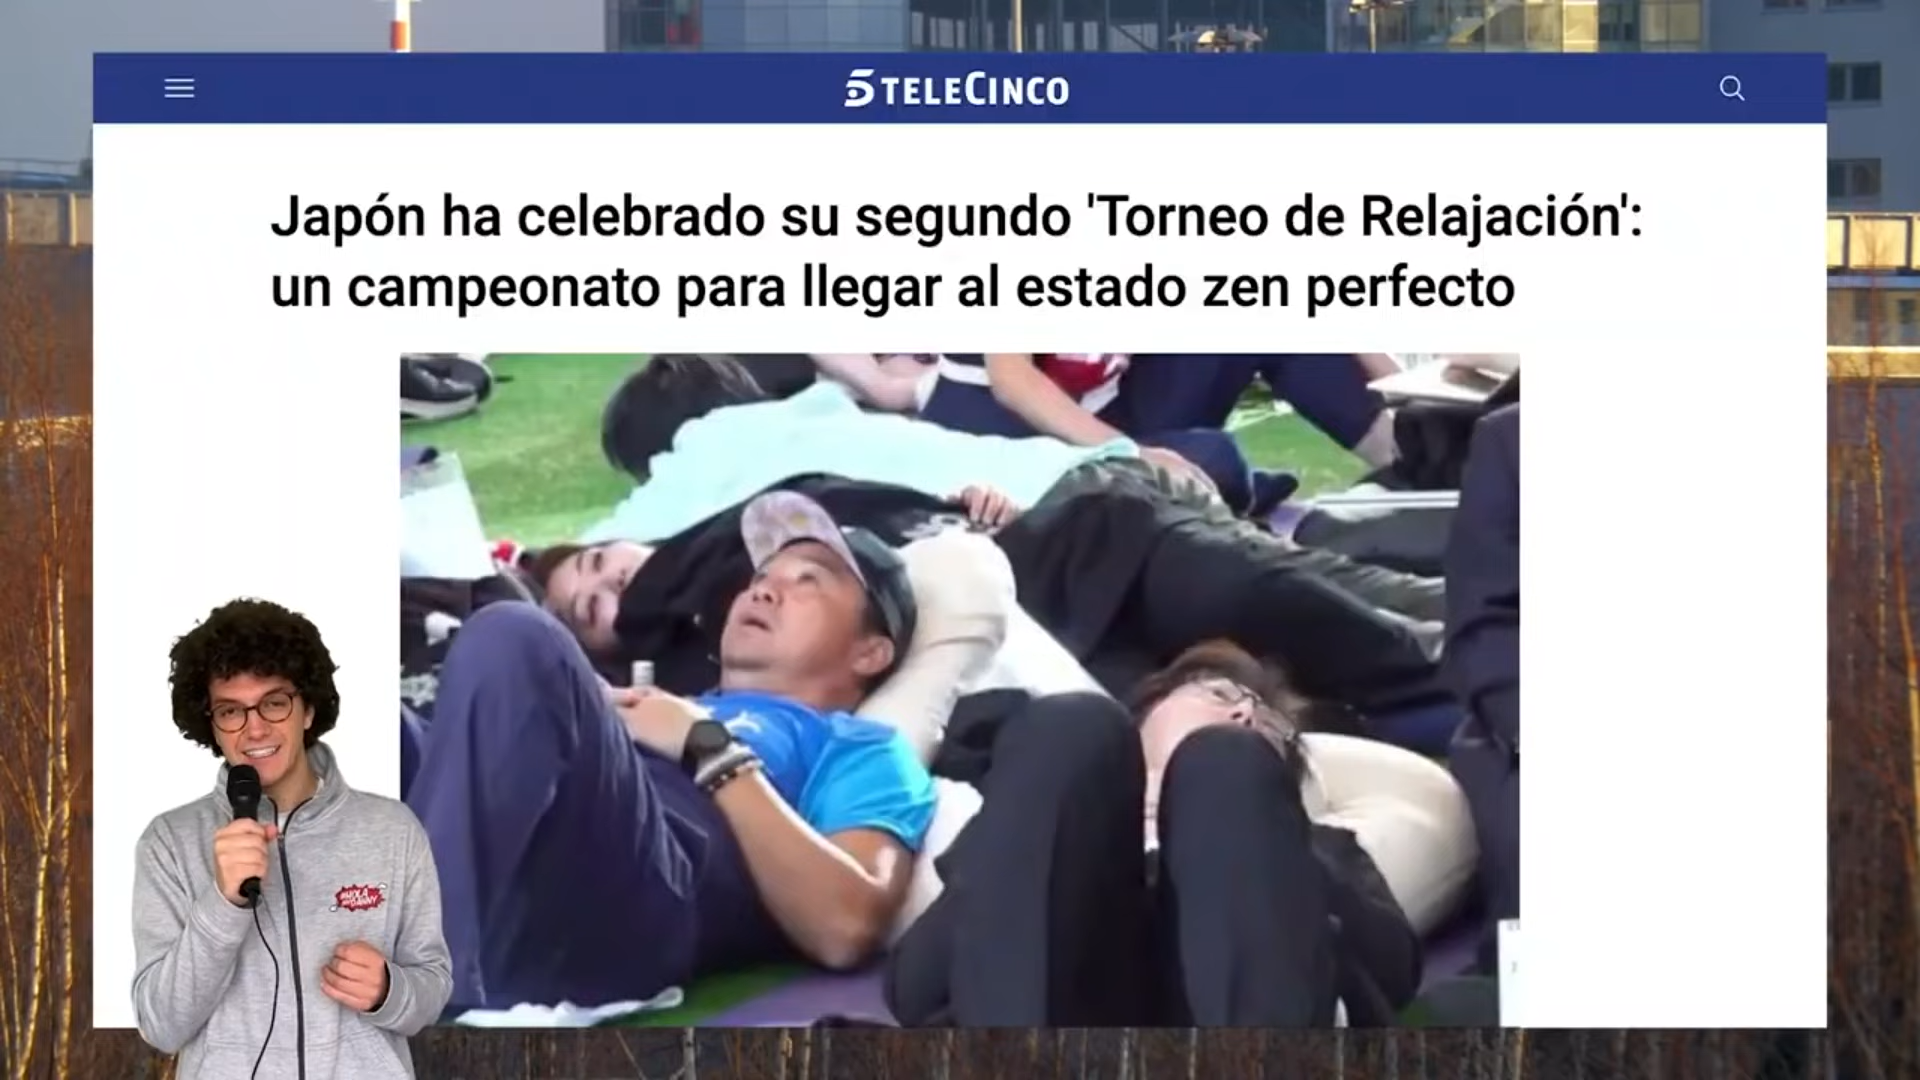 TELECINCO
Japón ha celebrado su segundo 'Torneo de Relajación':
un campeonato para llegar al estado zen perfecto